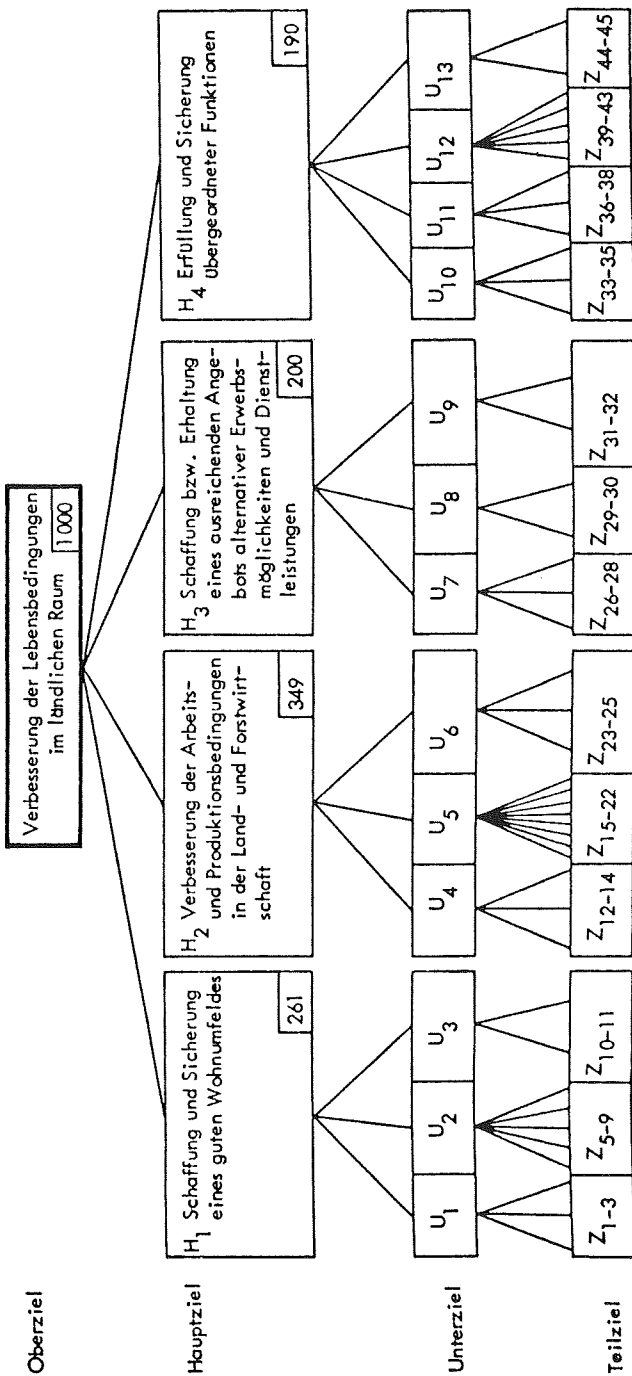 Oberziel
Verbesserung der Lebensbedingungen
im ländlichen Raum
1000
Hauptziel
H1 Schaffung und Sicherung
eines guten Wohnumfeldes
261
H2 Verbesserung der Arbeits-
und Produktionsbedingungen
in der Land- und Forstwirt-
schaft
349
H3 Schaffung bzw. Erhaltung
eines ausreichenden Ange-
bots alternativer Erwerbs-
möglichkeiten und Dienst-
leistungen
200
H4 Erfüllung und Sicherung
übergeordneter Funktionen
190
Unterziel
U1 U2 U3
U4 U5 U6
U7 U8 U9
U10 U11 U12 U13
Teilziel
Z1-3 Z5-9 Z10-11
Z12-14 Z15-22 Z23-25
Z26-28 Z29-30 Z31-32
Z33-35 Z36-38 Z39-43 Z44-45